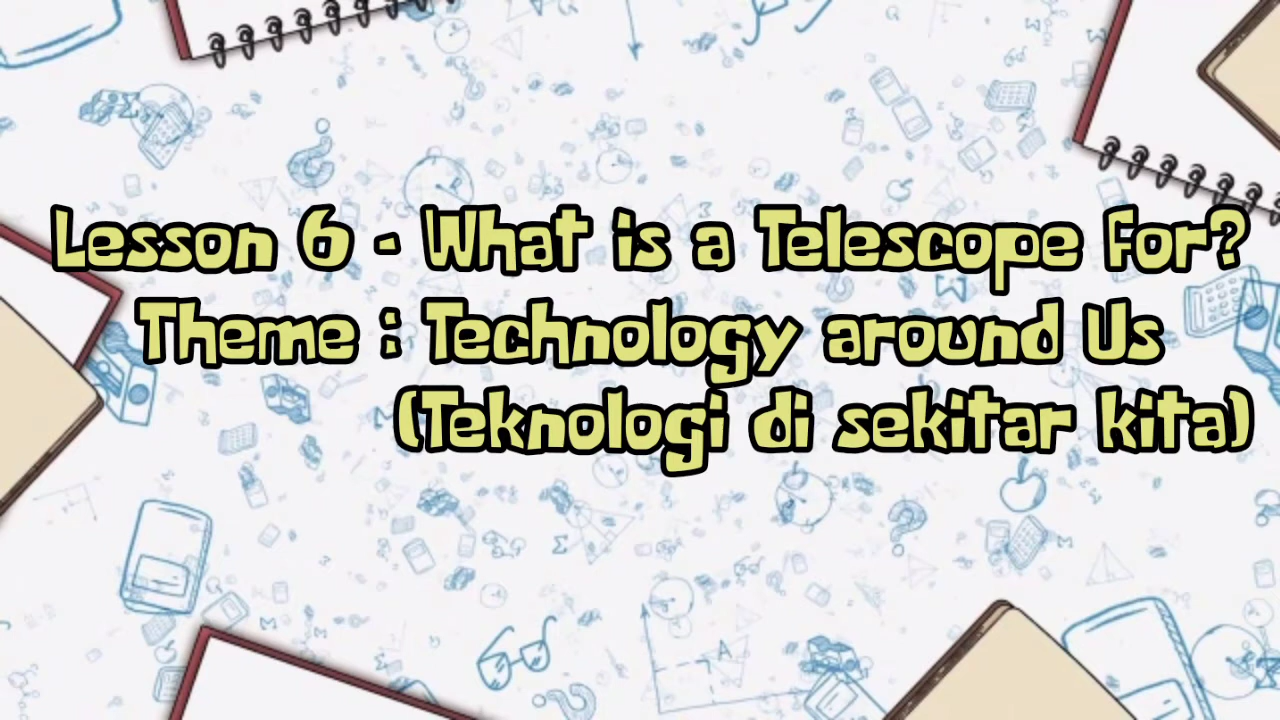 Lesson 6 - What is a Telescope For?
Theme : Technology around Us
(Teknologi di sekitar kita)
A